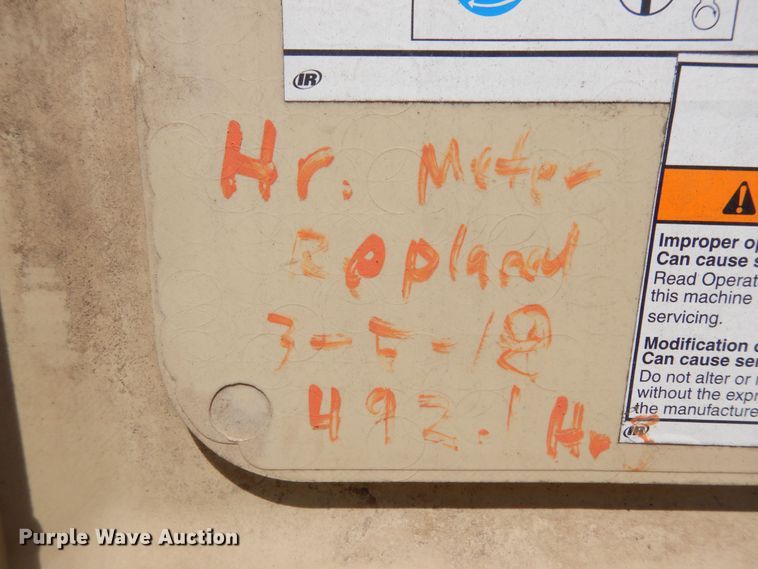 IR
Hr. Meter
Replaced
3-5-18
492.1 Hr.s
Improper op
Can cause s
Read Operat
this machine
servicing.
Modification o
Can cause se
Do not alter or
without the expr
the manufacture
IR
Purple Wave Auction